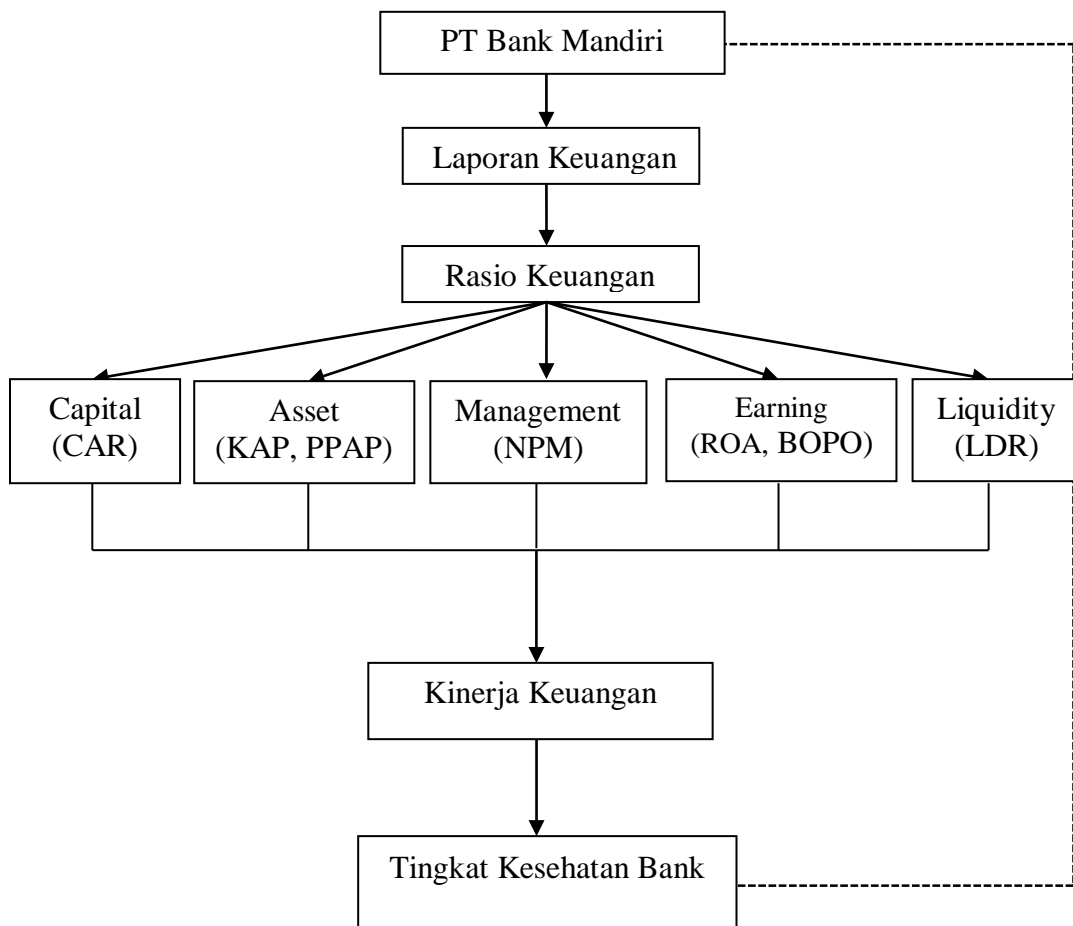 PT Bank Mandiri
Laporan Keuangan
Rasio Keuangan
Capital
(CAR)
Asset
(KAP, PPAP)
Management
(NPM)
Earning
(ROA, BOPO)
Liquidity
(LDR)
Kinerja Keuangan
Tingkat Kesehatan Bank